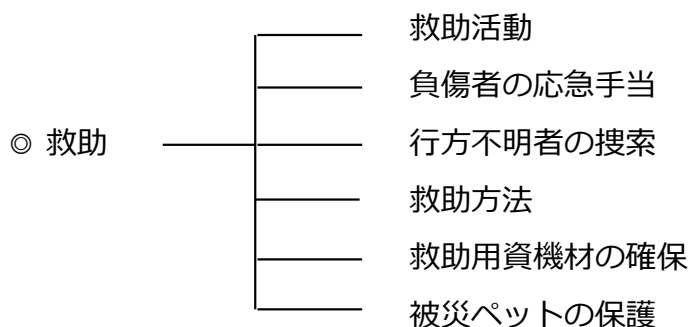 救助活動
負傷者の応急手当
◎ 救助
行方不明者の捜索
救助方法
救助用資機材の確保
被災ペットの保護